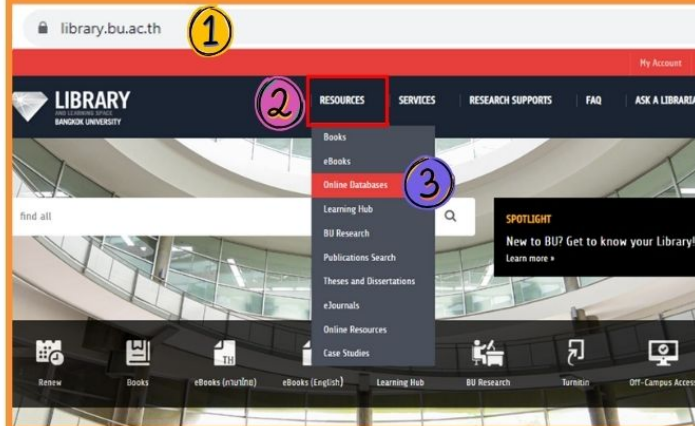 library.bu.ac.th
1
My Account
LIBRARY
AND LEARNING SPACE
BANGKOK UNIVERSITY
2
RESOURCES
SERVICES
RESEARCH SUPPORTS
FAQ
ASK A
Books
eBooks
Online Databases
3
Learning Hub
BU Research
Publications Search
Theses and Dissertations
eJournals
Online Resources
Case Studies
find all
SPOTLIGHT
New to BU? Get to know your Library!
Learn more »
TH
Renew
Books
eBooks (ภาษาไทย)
eBooks (English)
Learning Hub
BU Research
Turnitin
Off-Campus Access